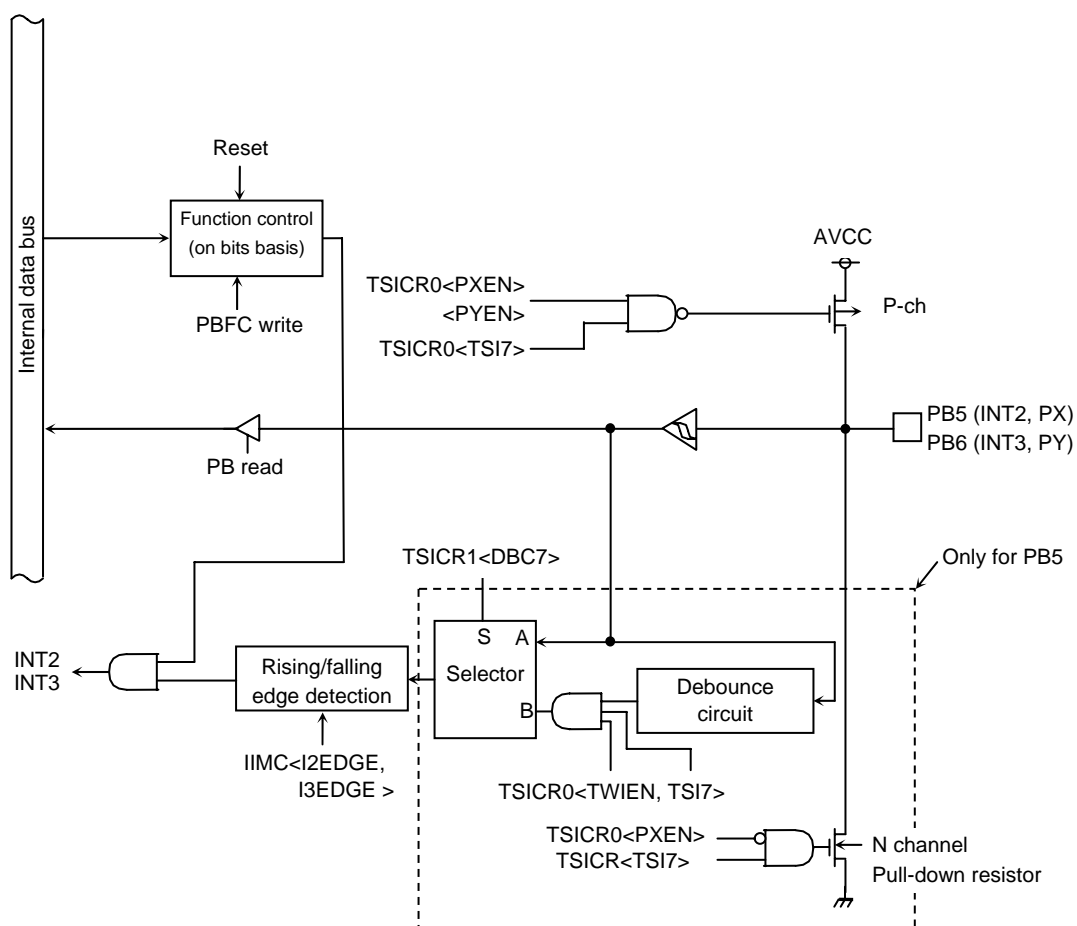 Internal data bus
Reset
Function control
(on bits basis)
PBFC write
AVCC
TSICR0<PXEN>
<PYEN>
P-ch
TSICR0<TSI7>
PB5 (INT2, PX)
PB6 (INT3, PY)
PB read
TSICR1<DBC7>
Only for PB5
S A
Selector
B
INT2
INT3
Rising/falling
edge detection
Debounce
circuit
IIMC<I2EDGE,
I3EDGE >
TSICR0<TWIEN, TSI7>
TSICR0<PXEN>
TSICR<TSI7>
N channel
Pull-down resistor